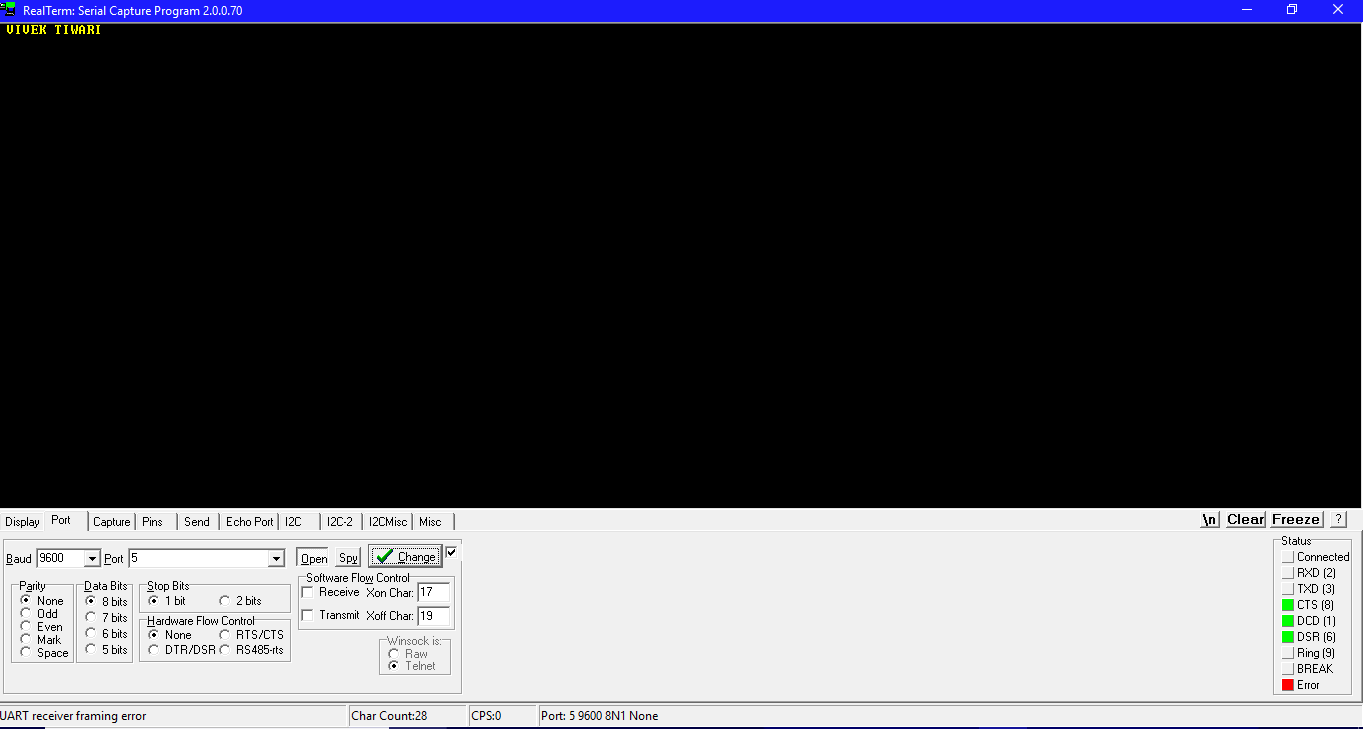 RealTerm: Serial Capture Program 2.0.0.70
VIVEK TIWARI
Display Port Capture Pins Send Echo Port I2C I2C-2 I2CMisc Misc \n Clear Freeze ?
Baud 9600 Port 5 Open Spy Change
Parity
None
Odd
Even
Mark
Space
Data Bits
8 bits
7 bits
6 bits
5 bits
Stop Bits
1 bit 2 bits
Hardware Flow Control
None RTS/CTS
DTR/DSR RS485-rts
Software Flow Control
Receive Xon Char: 17
Transmit Xoff Char: 19
Winsock is:
Raw
Telnet
Status
Connected
RXD (2)
TXD (3)
CTS (8)
DCD (1)
DSR (6)
Ring (9)
BREAK
Error
UART receiver framing error Char Count:28 CPS:0 Port: 5 9600 8N1 None